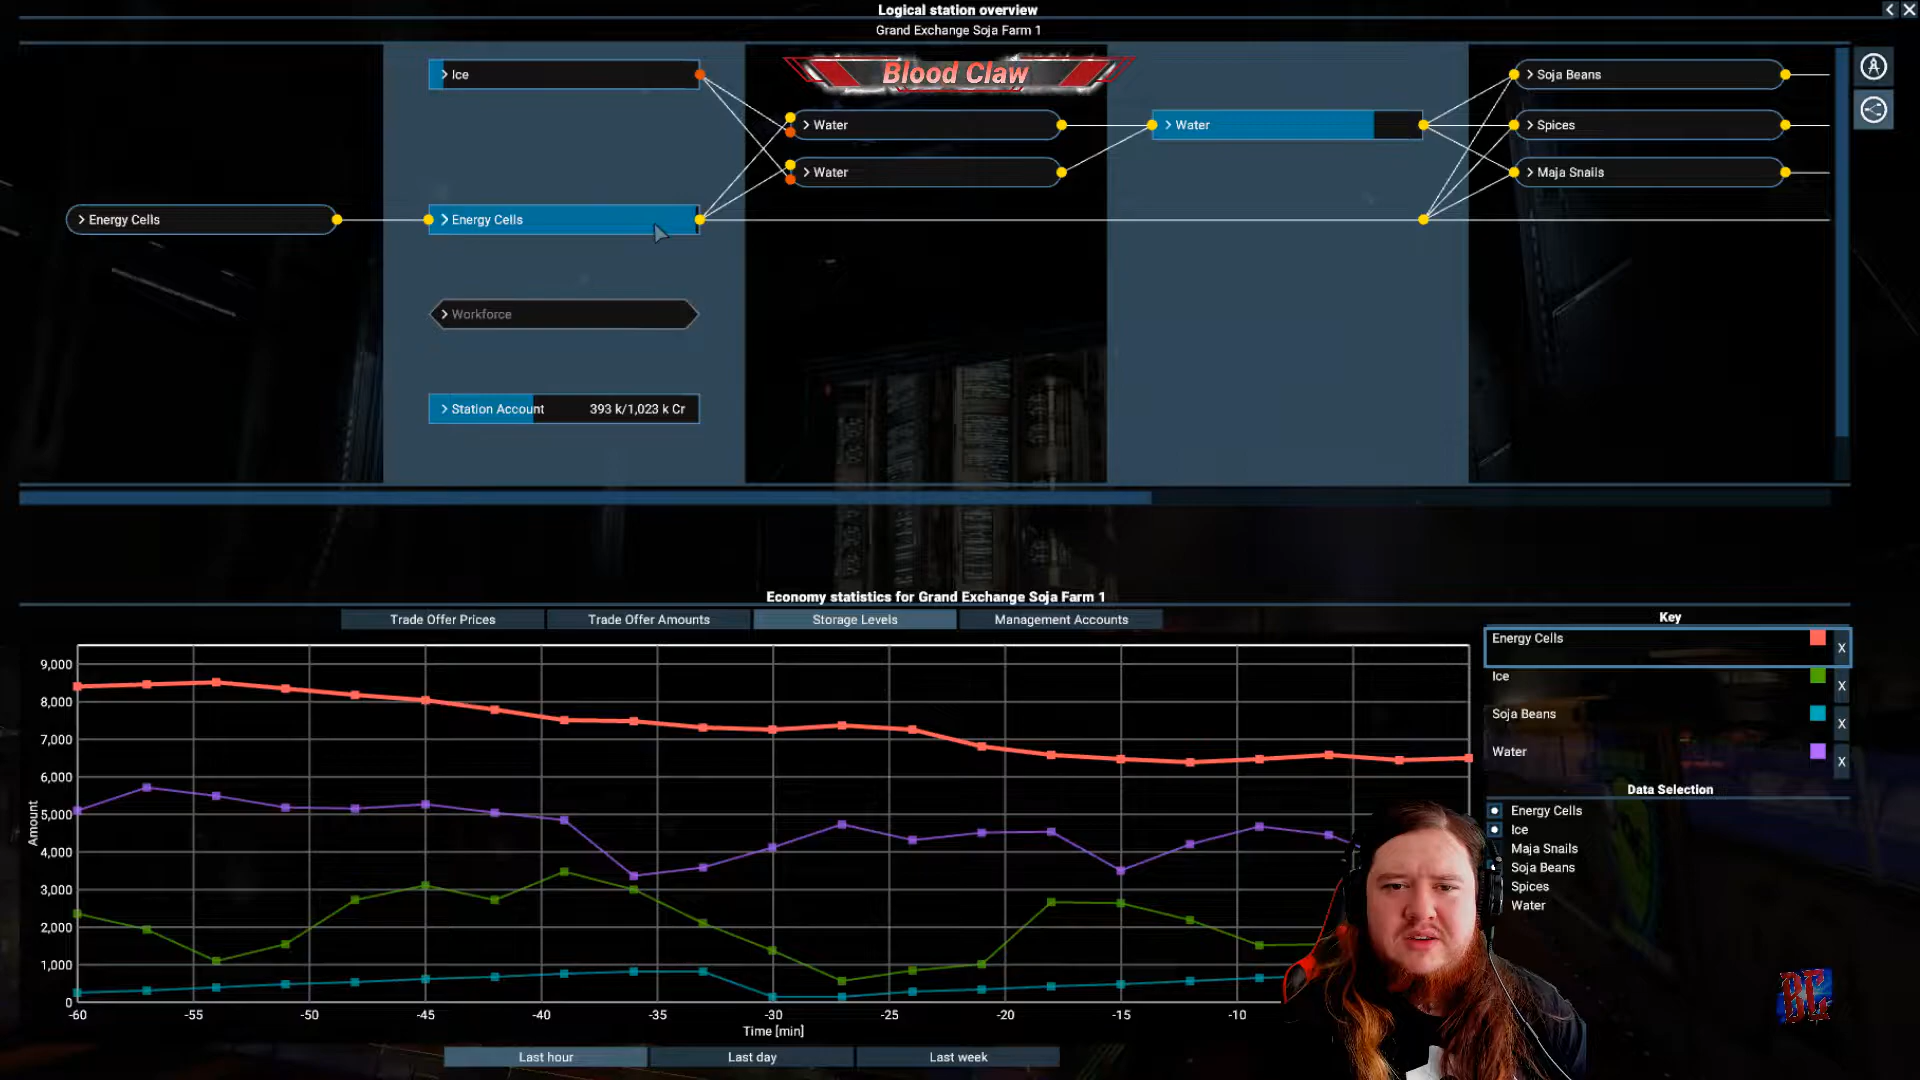 Logical station overview
Grand Exchange Soja Farm 1
Blood Claw
Ice
Water
Water
Water
Soja Beans
Spices
Maja Snails
Energy Cells
Energy Cells
Workforce
Station Account 393 k/1,023 k Cr
Economy statistics for Grand Exchange Soja Farm 1
Trade Offer Prices
Trade Offer Amounts
Storage Levels
Management Accounts
Key
Energy Cells X
Ice X
Soja Beans X
Water X
Data Selection
Energy Cells
Ice
Maja Snails
Soja Beans
Spices
Water
Amount
9,000
8,000
7,000
6,000
5,000
4,000
3,000
2,000
1,000
0
-60 -55 -50 -45 -40 -35 -30 -25 -20 -15 -10
Time [min]
Last hour
Last day
Last week
BC